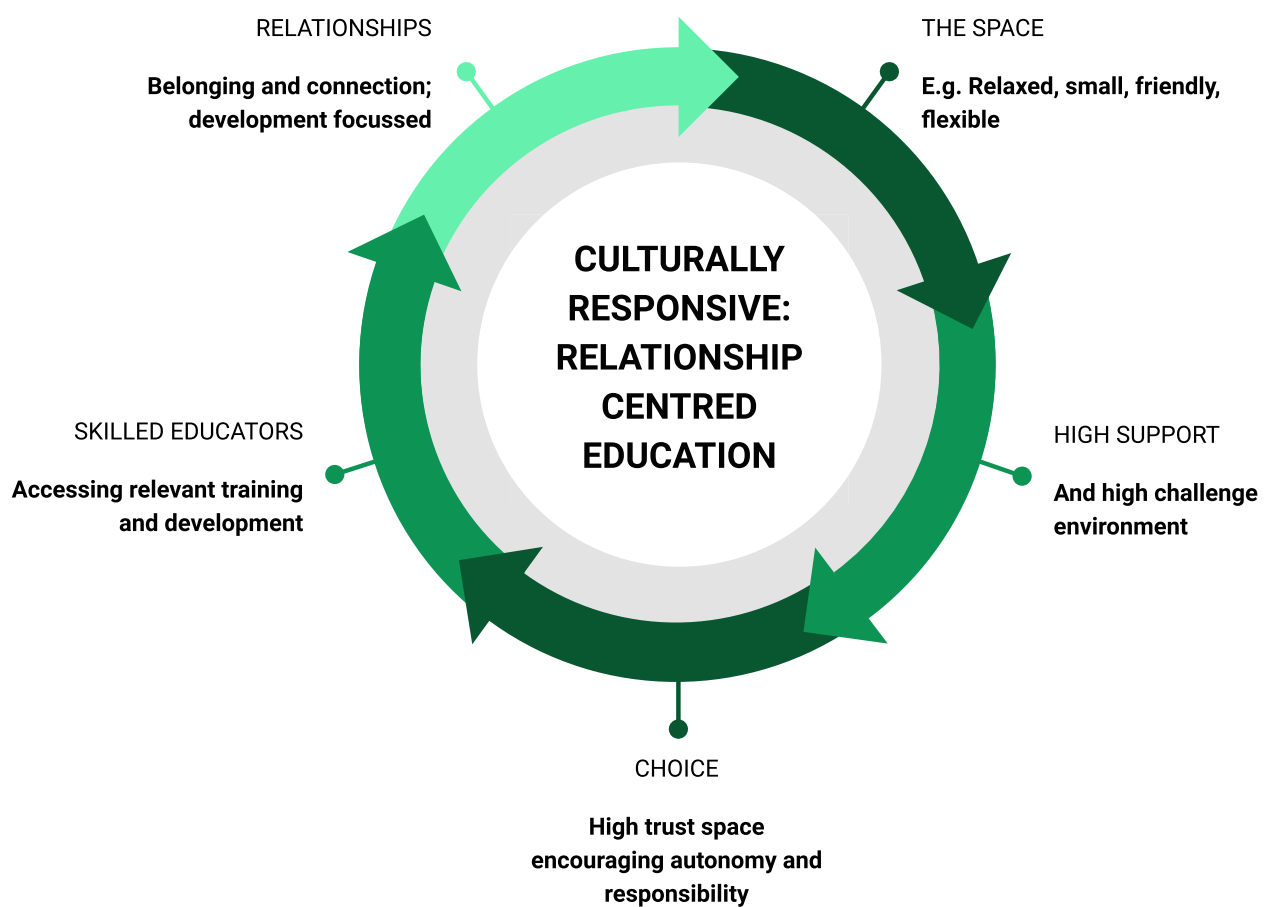 RELATIONSHIPS
Belonging and connection;
development focussed
THE SPACE
E.g. Relaxed, small, friendly,
flexible
CULTURALLY
RESPONSIVE:
RELATIONSHIP
CENTRED
EDUCATION
SKILLED EDUCATORS
Accessing relevant training
and development
HIGH SUPPORT
And high challenge
environment
CHOICE
High trust space
encouraging autonomy and
responsibility